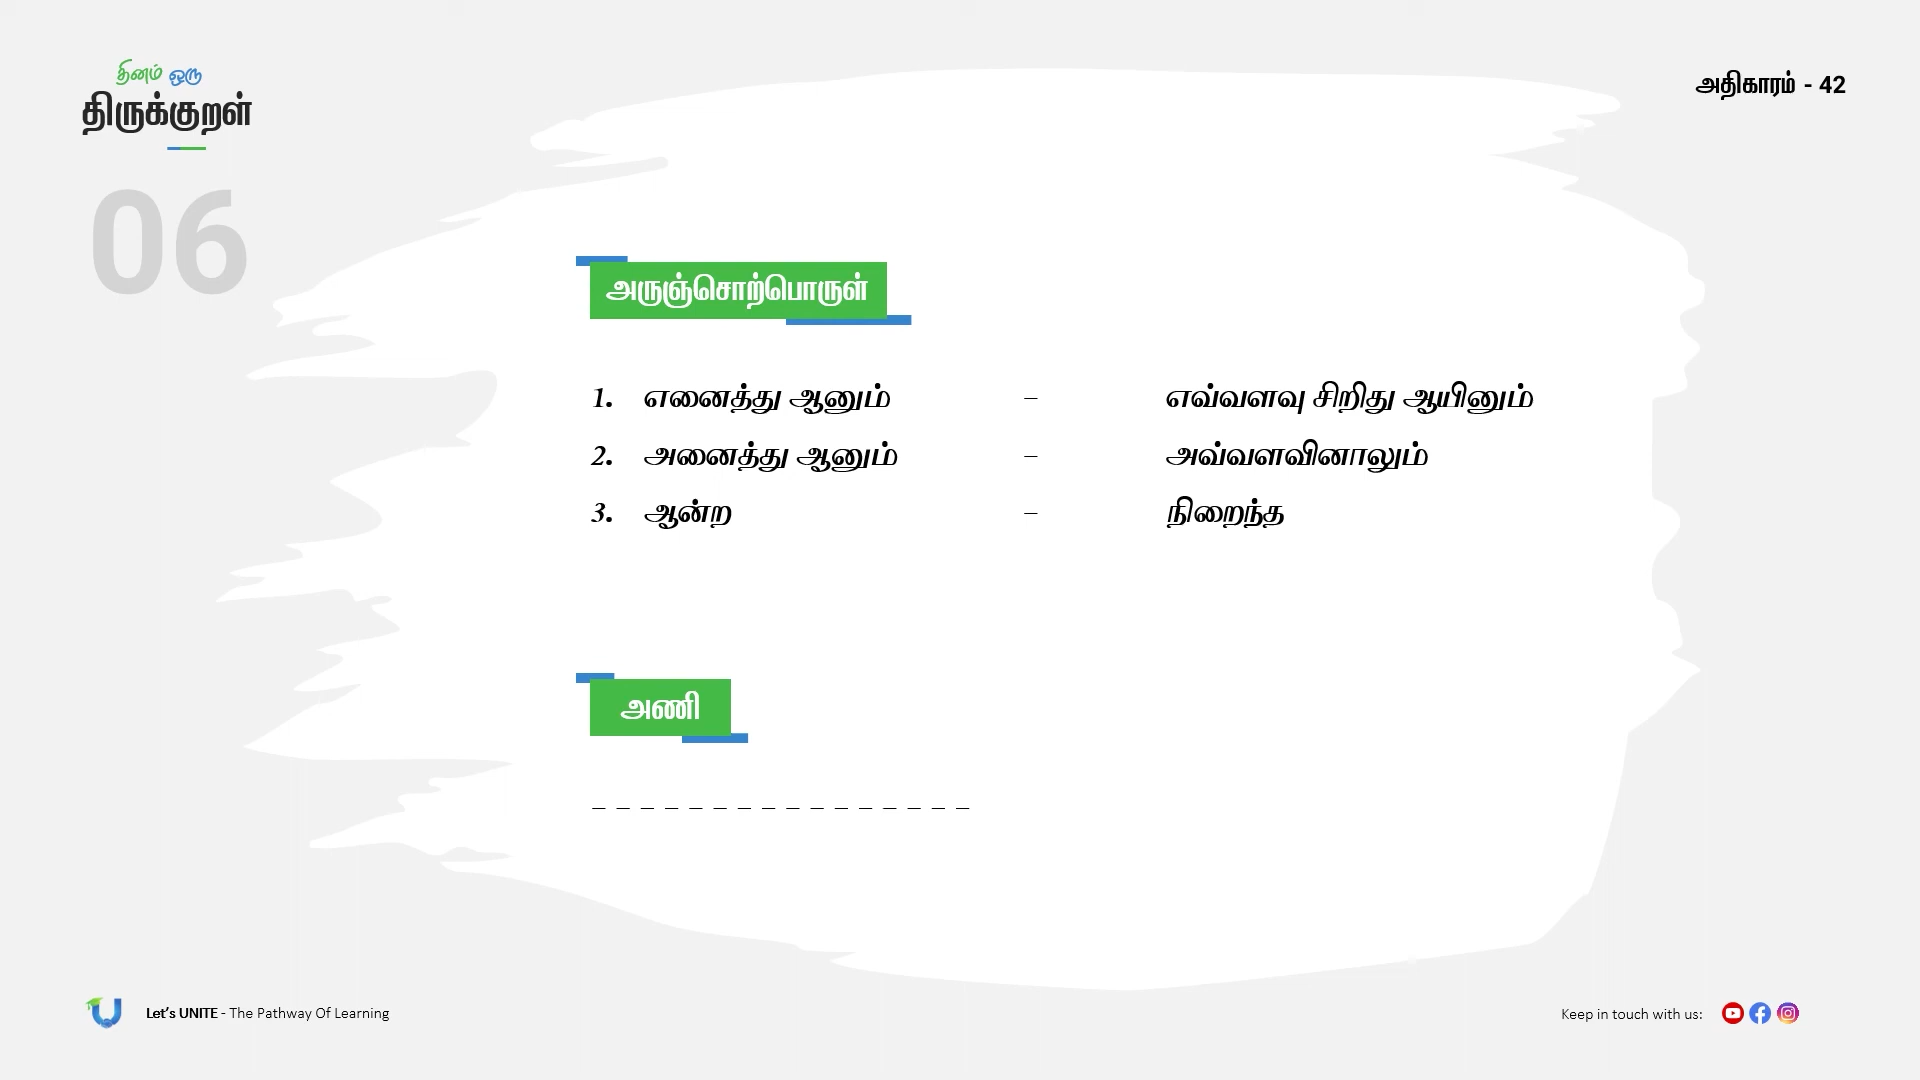 தினம் ஒரு
திருக்குறள்
அதிகாரம் - 42
06
அருஞ்சொற்பொருள்
1. எனைத்து ஆனும் – எவ்வளவு சிறிது ஆயினும்
2. அனைத்து ஆனும் – அவ்வளவினாலும்
3. ஆன்ற – நிறைந்த
அணி
– – – – – – – – – – – – – – – –
Let's UNITE - The Pathway Of Learning
Keep in touch with us: